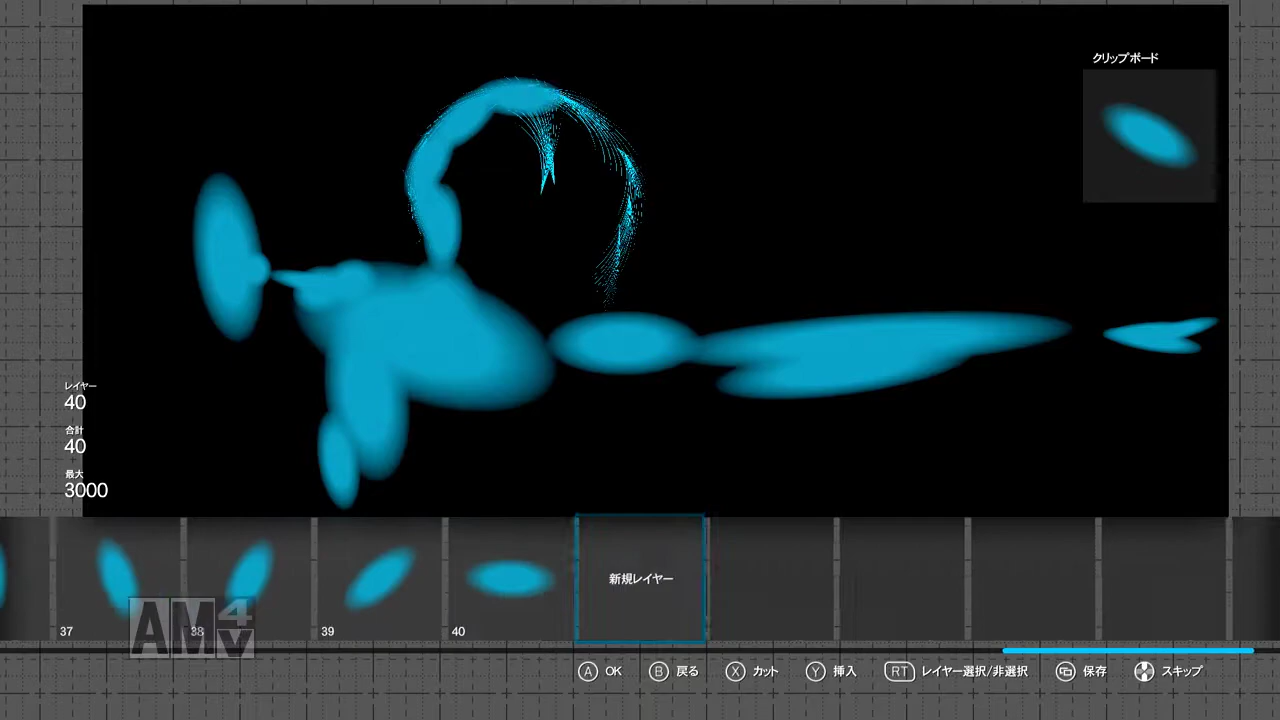 クリップボード
レイヤー
40
合計
40
最大
3000
新規レイヤー
37
38
39
40
AM4V
A OK
B 戻る
X カット
Y 挿入
RT レイヤー選択/非選択
保存
スキップ